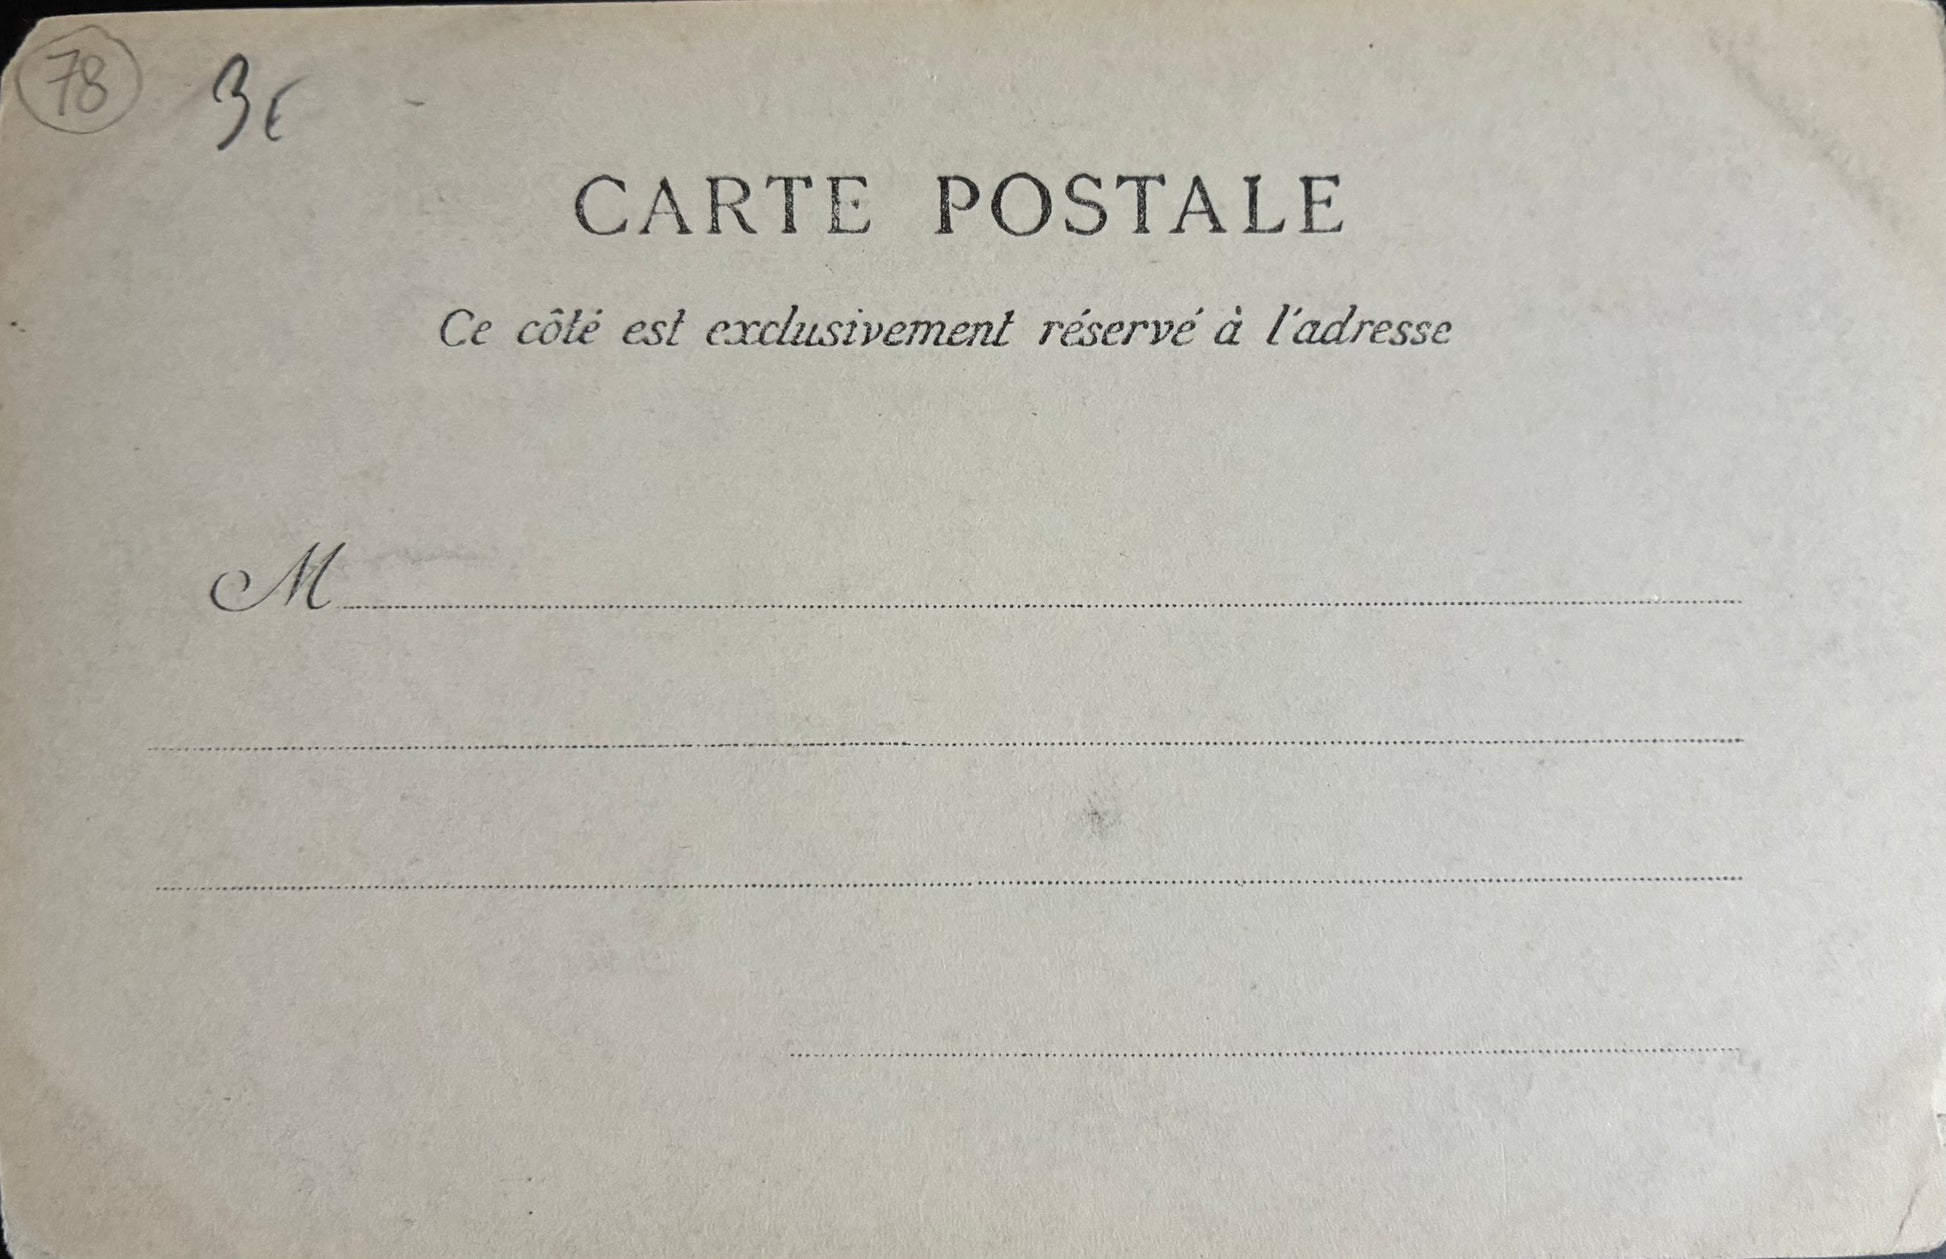 78 3€
CARTE POSTALE
Ce côté est exclusivement réservé à l'adresse
M